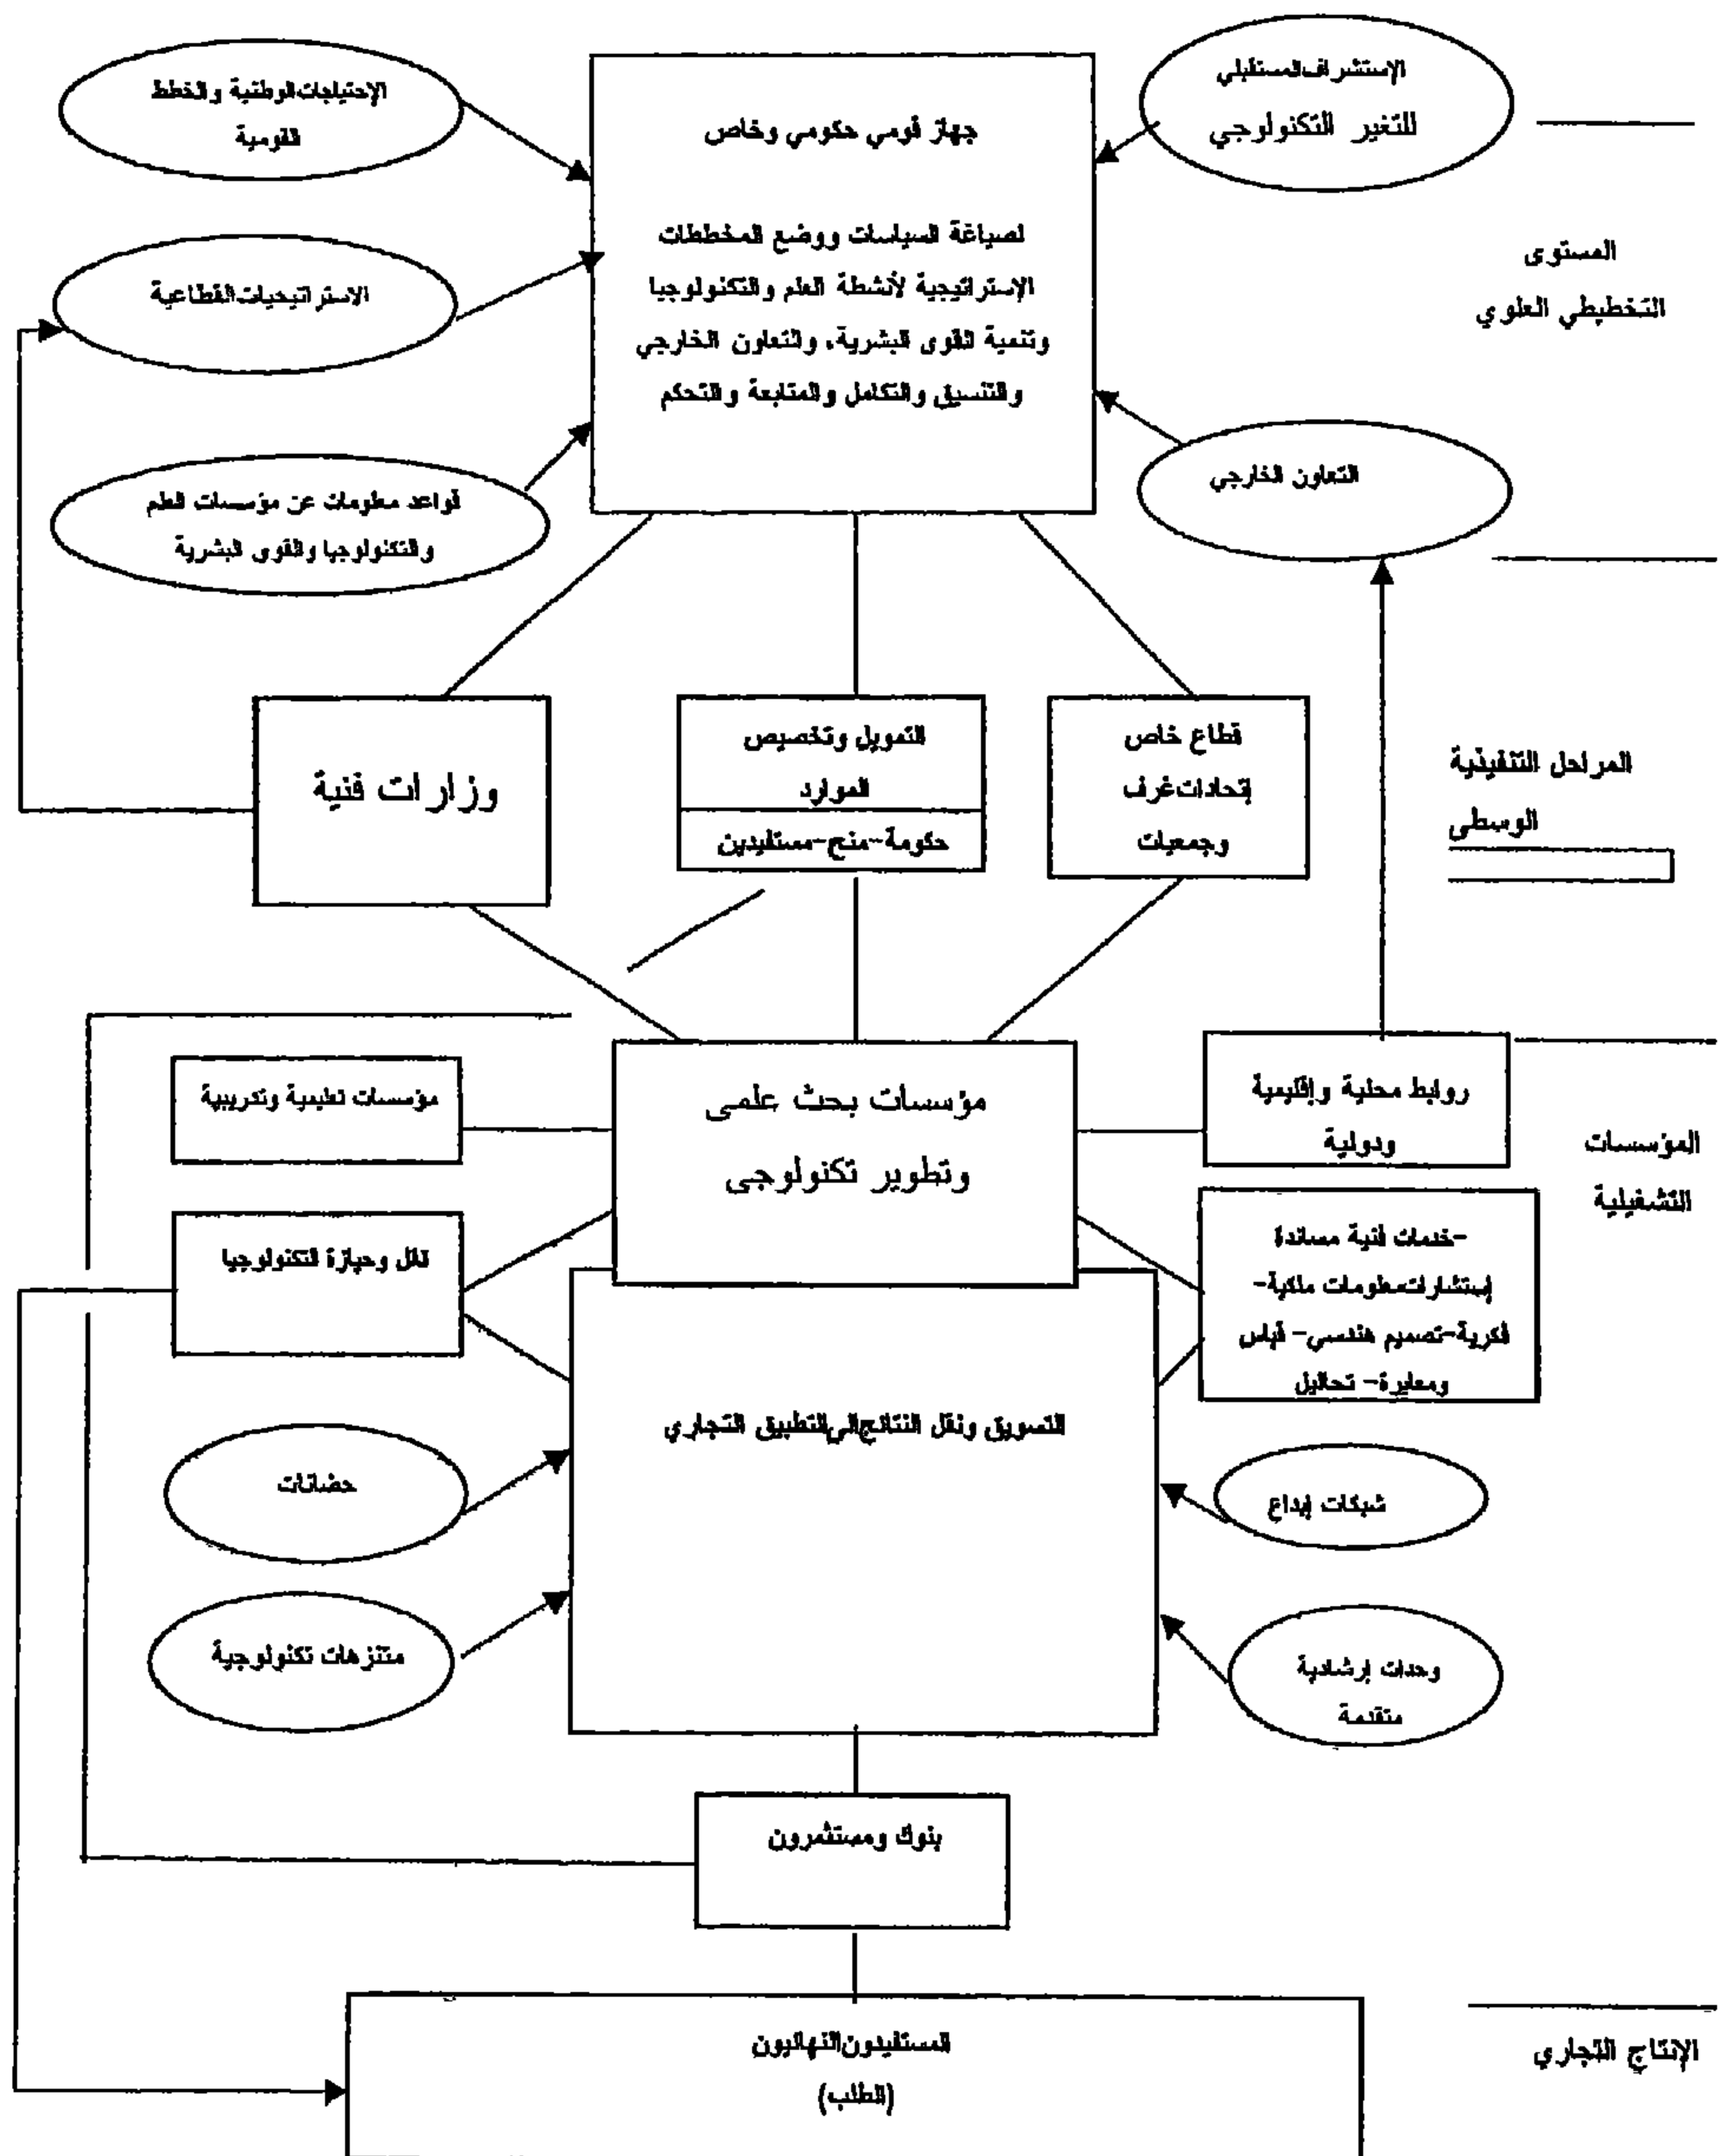 الإستشراف المستقبلي
للتغير التكنولوجي
جهاز قومي حكومي وخاص
لصياغة السياسات ووضع المخططات
الإستراتيجية لأنشطة العلم والتكنولوجيا
وتنمية القوى البشرية، والتعاون الخارجي
والتنسيق والتكامل والمتابعة والتحكم
الإحتياجات الوطنية والخطط
القومية
المستوى
التخطيطي العلوي
الاستراتيجيات القطاعية
التعاون الخارجي
قواعد معلومات عن مؤسسات العلم
والتكنولوجيا والقوى البشرية
المراحل التنفيذية
الوسطى
قطاع خاص
إتحادات غرف
وجمعيات
التمويل وتخصيص
الموارد
حكومة-منح-مستفيدين
وزارات فنية
المؤسسات
التشغيلية
روابط محلية وإقليمية
ودولية
مؤسسات بحث علمى
وتطوير تكنولوجى
مؤسسات تعليمية وتدريبية
-خدمات فنية مساندة
إستشارات معلومات ملكية-
فكرية-تصميم هندسي- قياس
ومعايرة- تحاليل
نقل وحيازة التكنولوجيا
التسويق ونقل النتائج الى التطبيق التجاري
شبكات إبداع
حضانات
وحدات إرشادية
متقدمة
متنزهات تكنولوجية
بنوك ومستثمرون
الإنتاج التجاري
المستفيدون النهائيون
(الطلب)